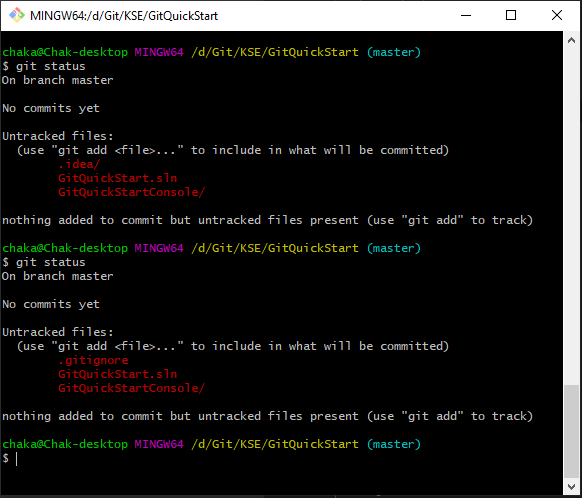 MINGW64:/d/Git/KSE/GitQuickStart
chaka@Chak-desktop MINGW64 /d/Git/KSE/GitQuickStart (master)
$ git status
On branch master
No commits yet
Untracked files:
  (use "git add <file>..." to include in what will be committed)
        .idea/
        GitQuickStart.sln
        GitQuickStartConsole/
nothing added to commit but untracked files present (use "git add" to track)
chaka@Chak-desktop MINGW64 /d/Git/KSE/GitQuickStart (master)
$ git status
On branch master
No commits yet
Untracked files:
  (use "git add <file>..." to include in what will be committed)
        .gitignore
        GitQuickStart.sln
        GitQuickStartConsole/
nothing added to commit but untracked files present (use "git add" to track)
chaka@Chak-desktop MINGW64 /d/Git/KSE/GitQuickStart (master)
$